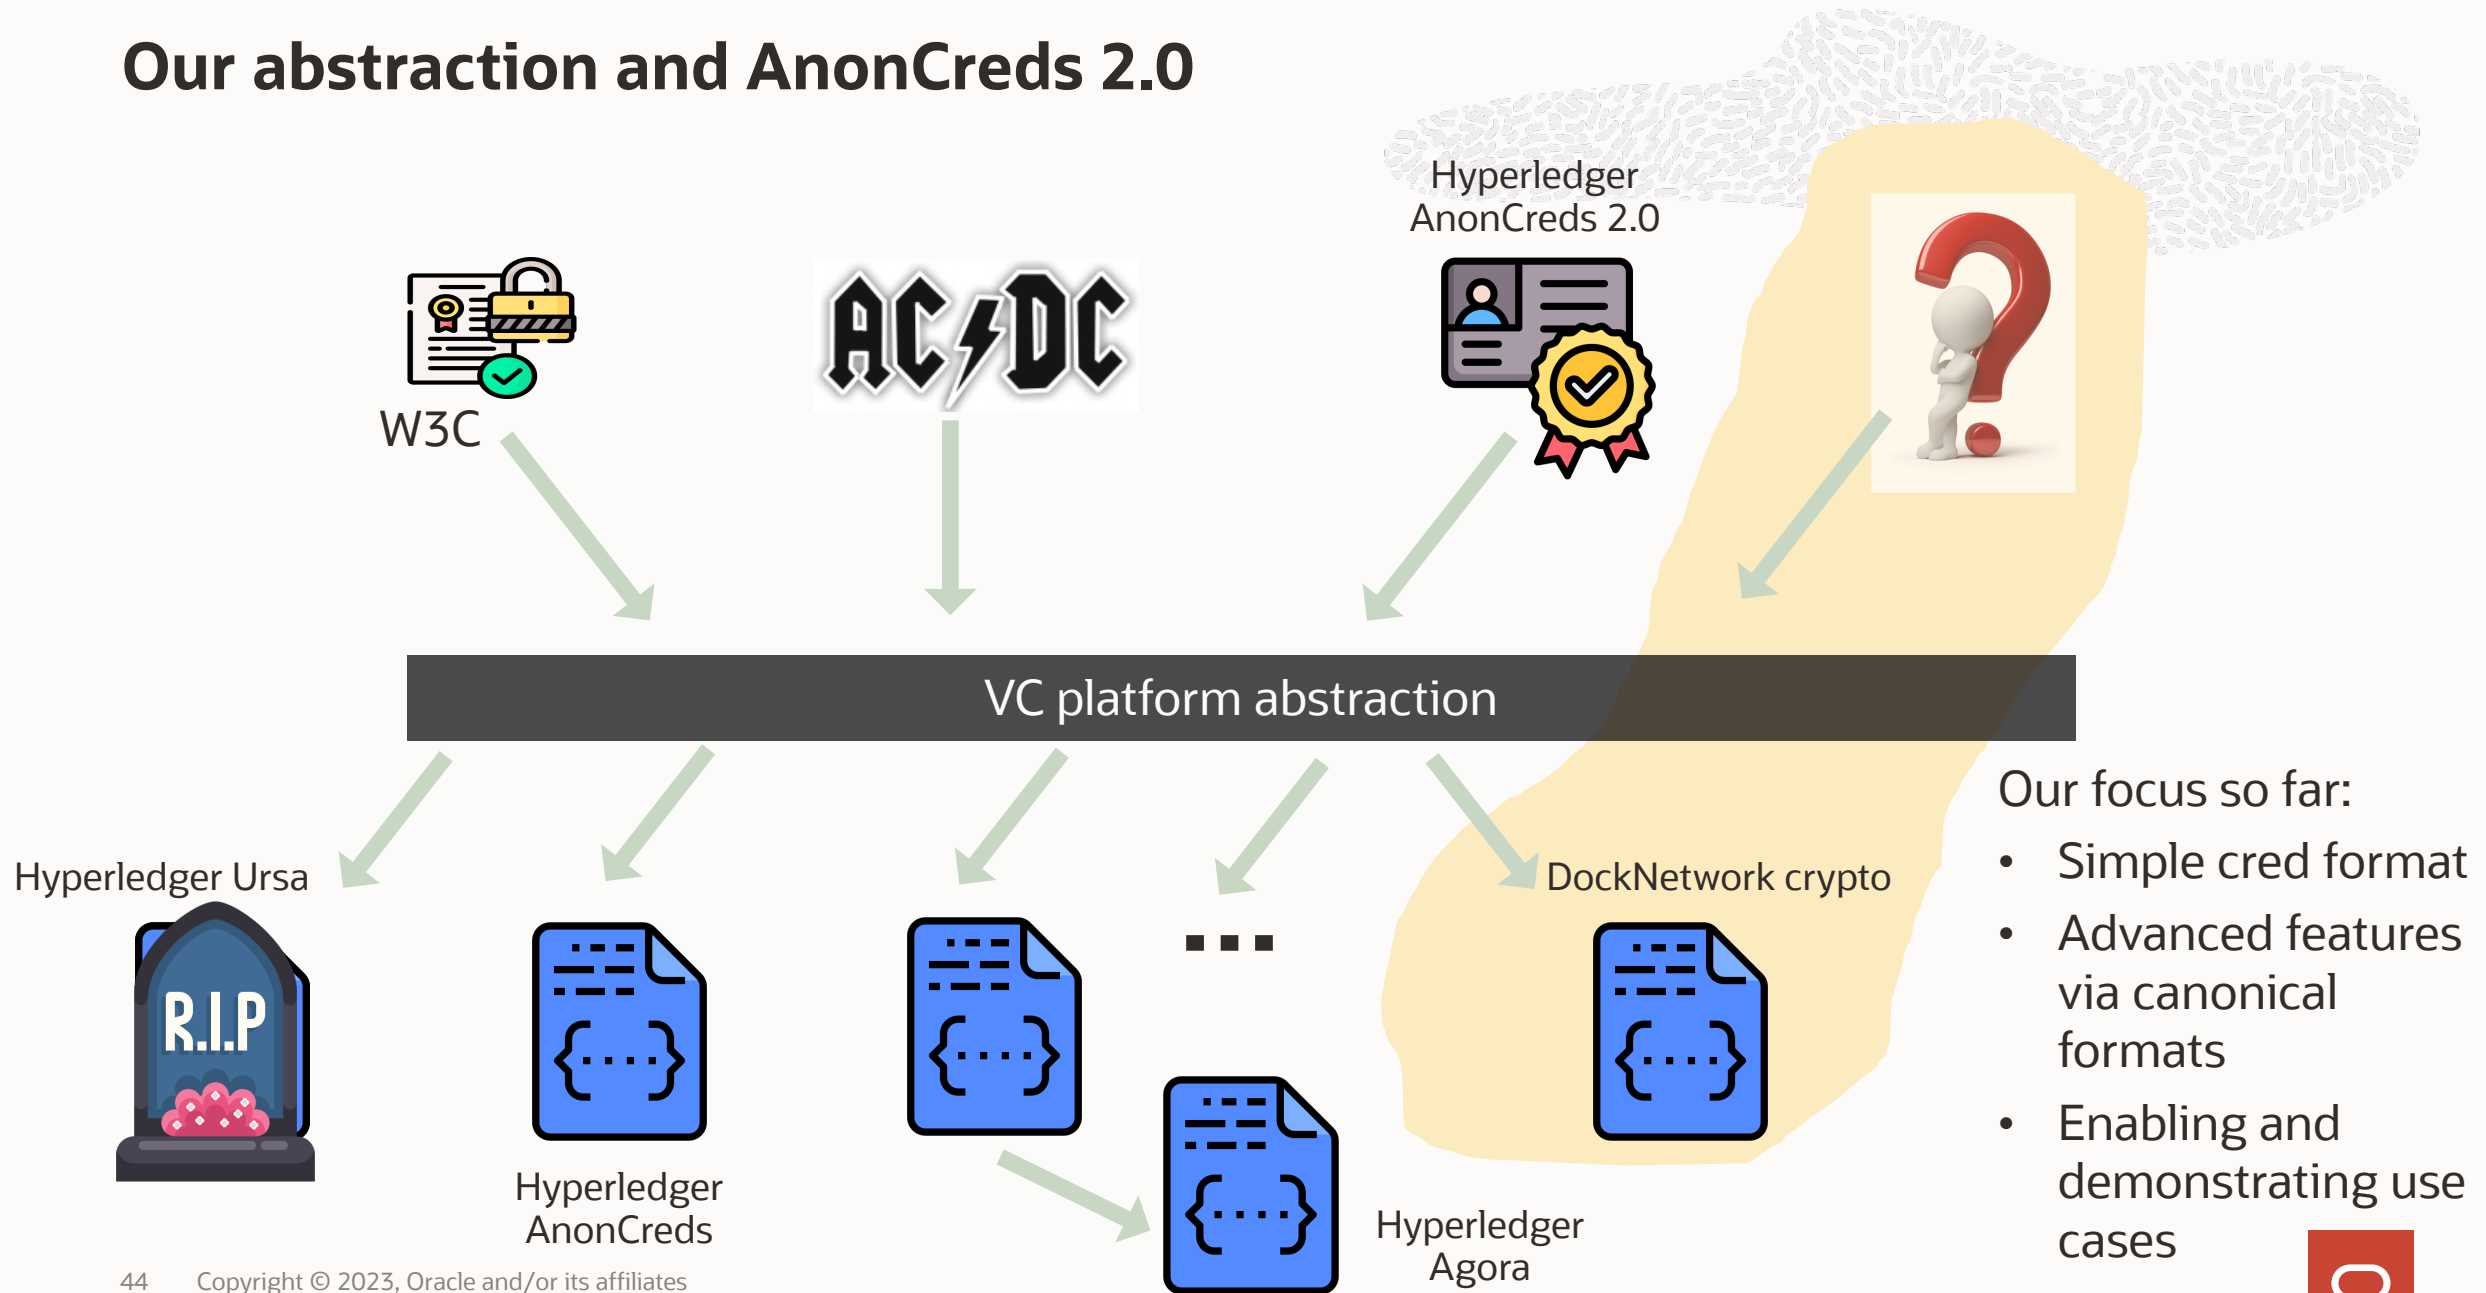 Our abstraction and AnonCreds 2.0
Hyperledger
AnonCreds 2.0
W3C
AC/DC
VC platform abstraction
Hyperledger Ursa
R.I.P
Hyperledger
AnonCreds
...
Hyperledger
Agora
DockNetwork crypto
Our focus so far:
• Simple cred format
• Advanced features
via canonical
formats
• Enabling and
demonstrating use
cases
44 Copyright © 2023, Oracle and/or its affiliates